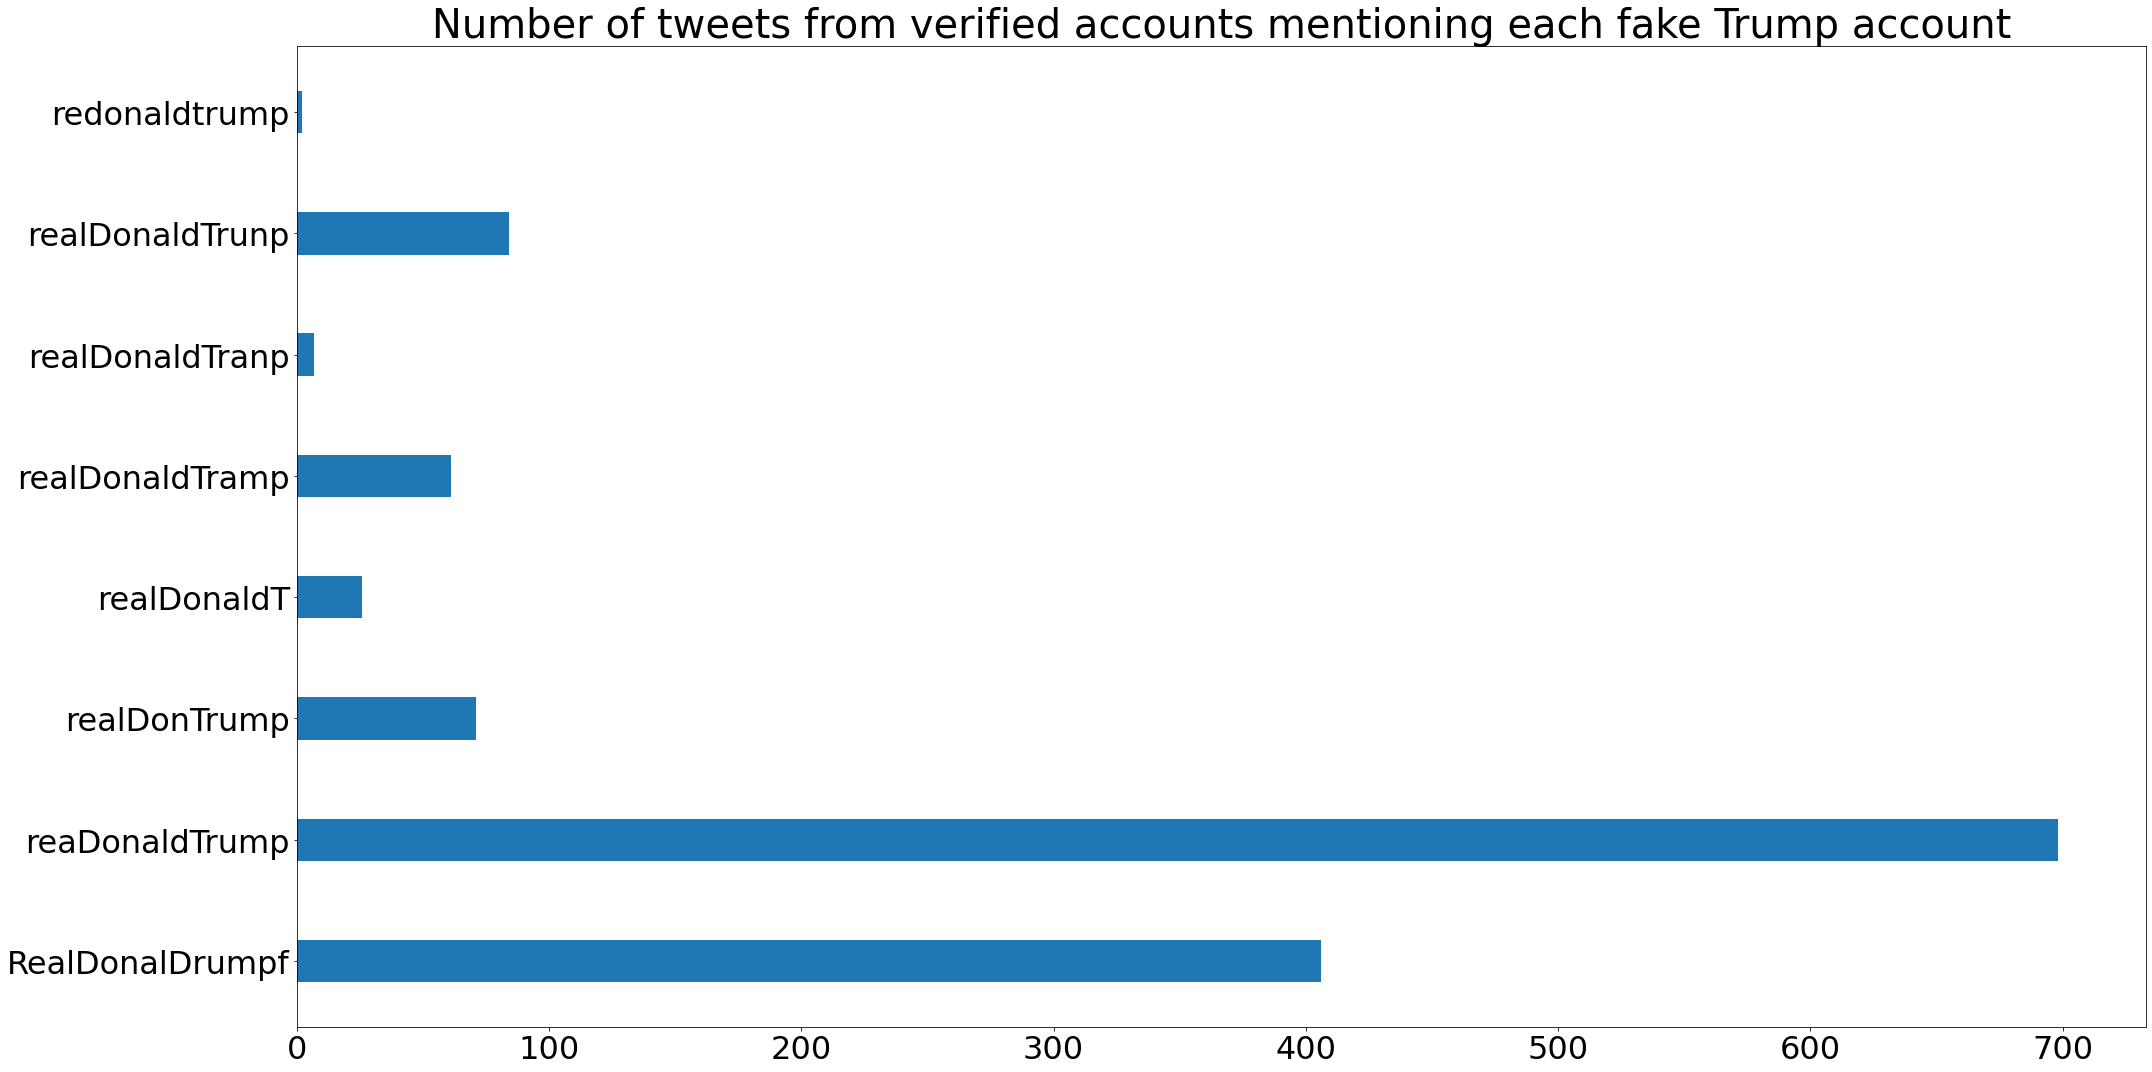 Number of tweets from verified accounts mentioning each fake Trump account
redonaldtrump
realDonaldTrunp
realDonaldTranp
realDonaldTramp
realDonaldT
realDonTrump
reaDonaldTrump
RealDonalDrumpf
0 100 200 300 400 500 600 700